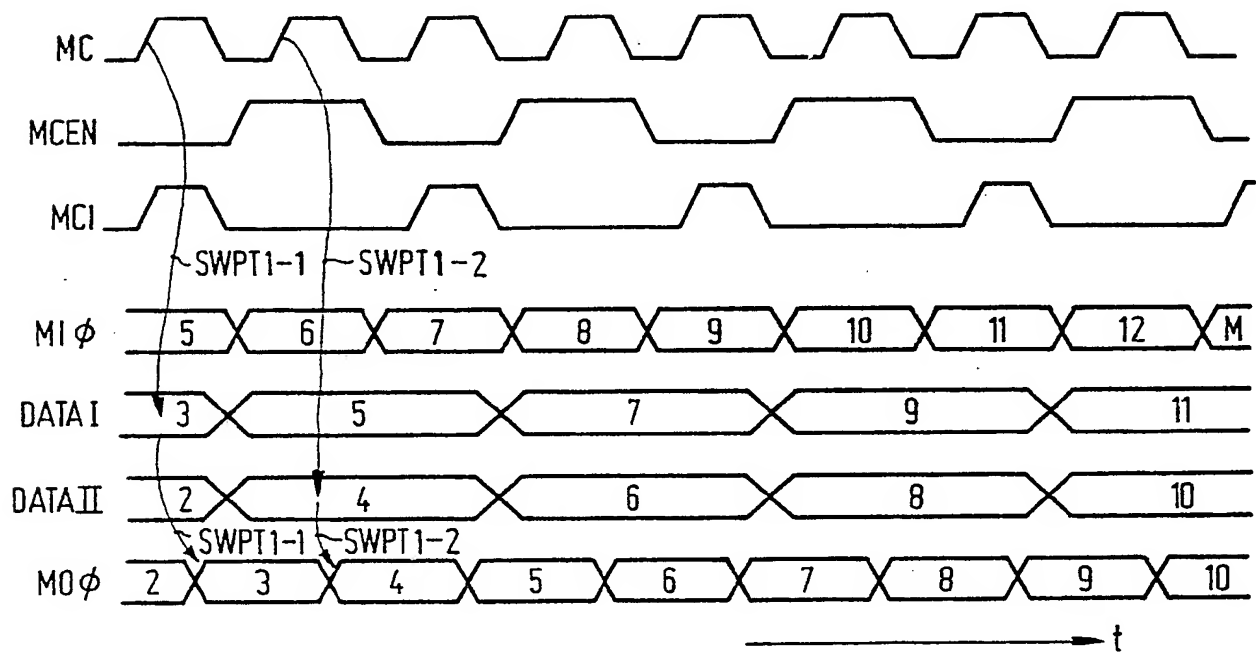 MC
MCEN
MCI
SWPT1-1 SWPT1-2
MIϕ 5 6 7 8 9 10 11 12 M
DATA I 3 5 7 9 11
DATA II 2 4 6 8 10
SWPT1-1 SWPT1-2
MOϕ 2 3 4 5 6 7 8 9 10
t